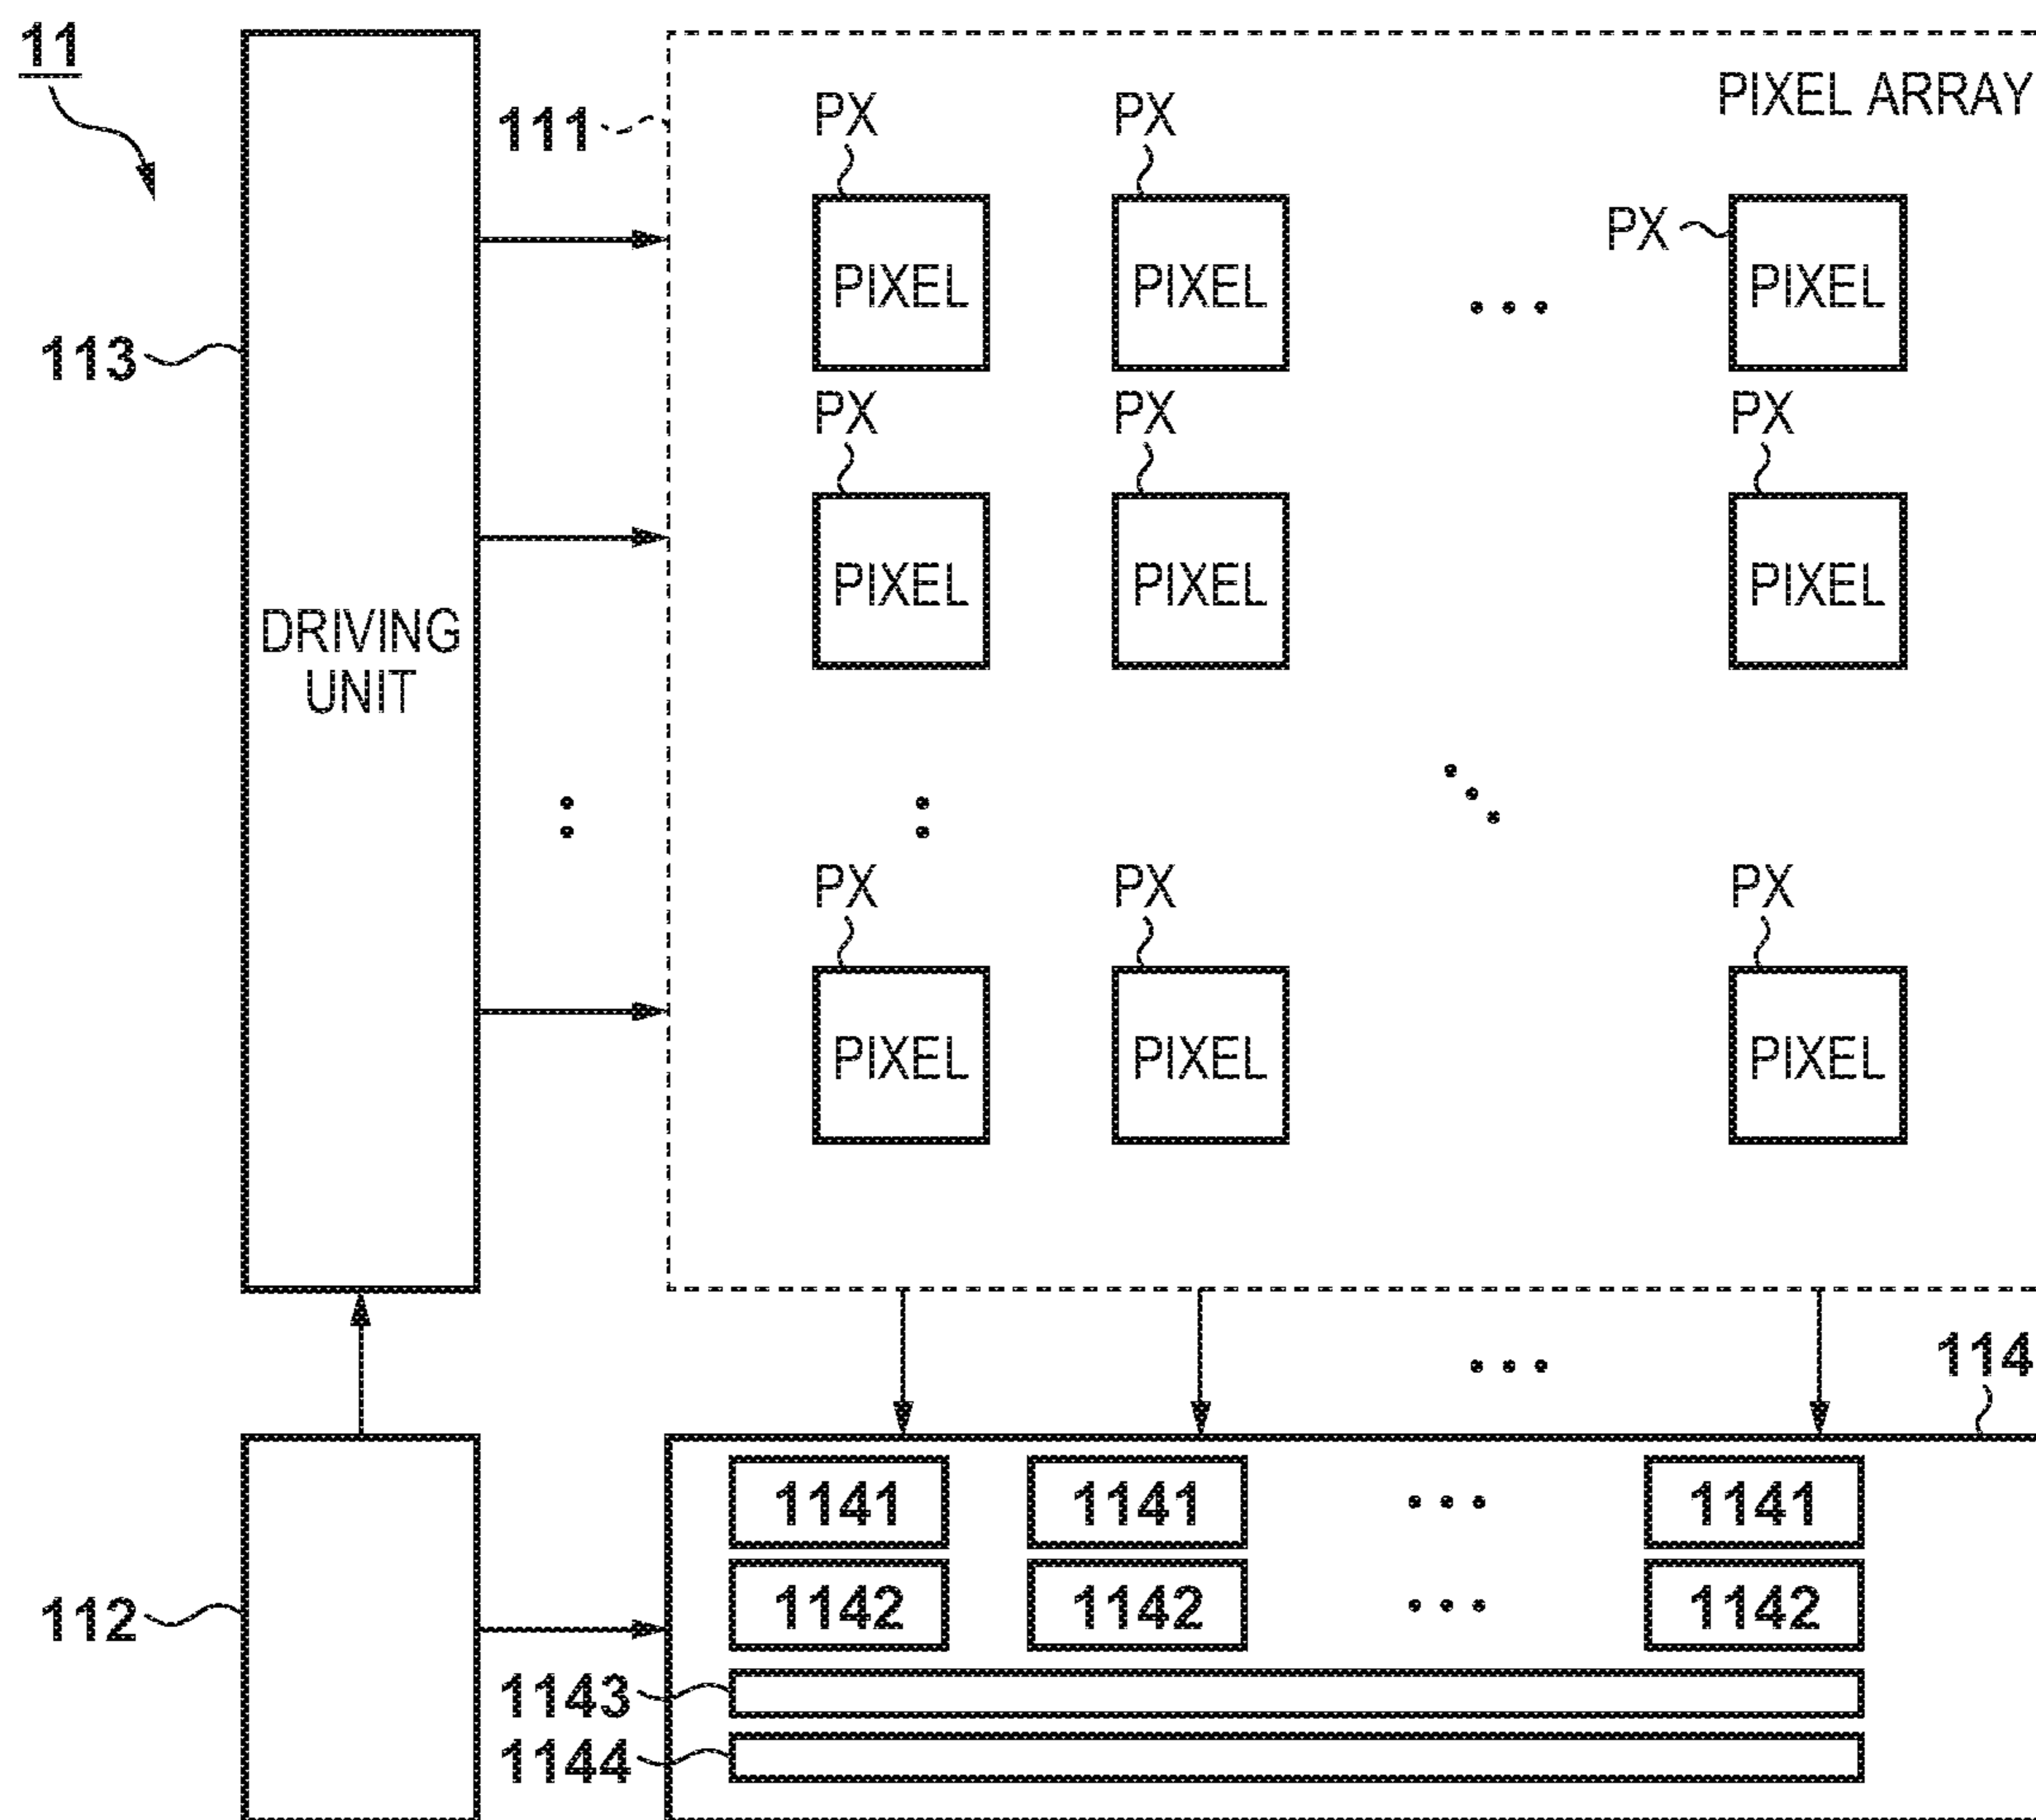 11
PIXEL ARRAY
111
PX PX
PX
PIXEL PIXEL PIXEL
113
PX PX PX
PIXEL PIXEL PIXEL
DRIVING
UNIT
PX PX PX
PIXEL PIXEL PIXEL
114
1141 1141 1141
1142 1142 1142
112
1143
1144